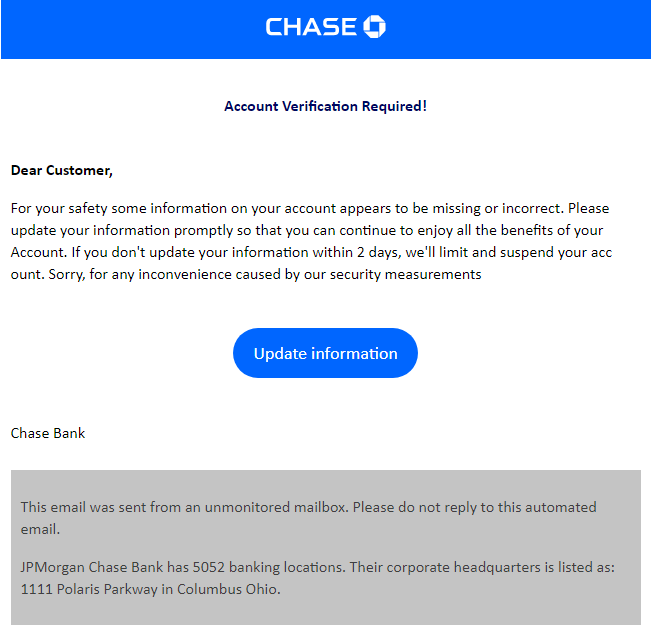 CHASE
Account Verification Required!
Dear Customer,
For your safety some information on your account appears to be missing or incorrect. Please
update your information promptly so that you can continue to enjoy all the benefits of your
Account. If you don't update your information within 2 days, we'll limit and suspend your acc
ount. Sorry, for any inconvenience caused by our security measurements
Update information
Chase Bank
This email was sent from an unmonitored mailbox. Please do not reply to this automated
email.
JPMorgan Chase Bank has 5052 banking locations. Their corporate headquarters is listed as:
1111 Polaris Parkway in Columbus Ohio.